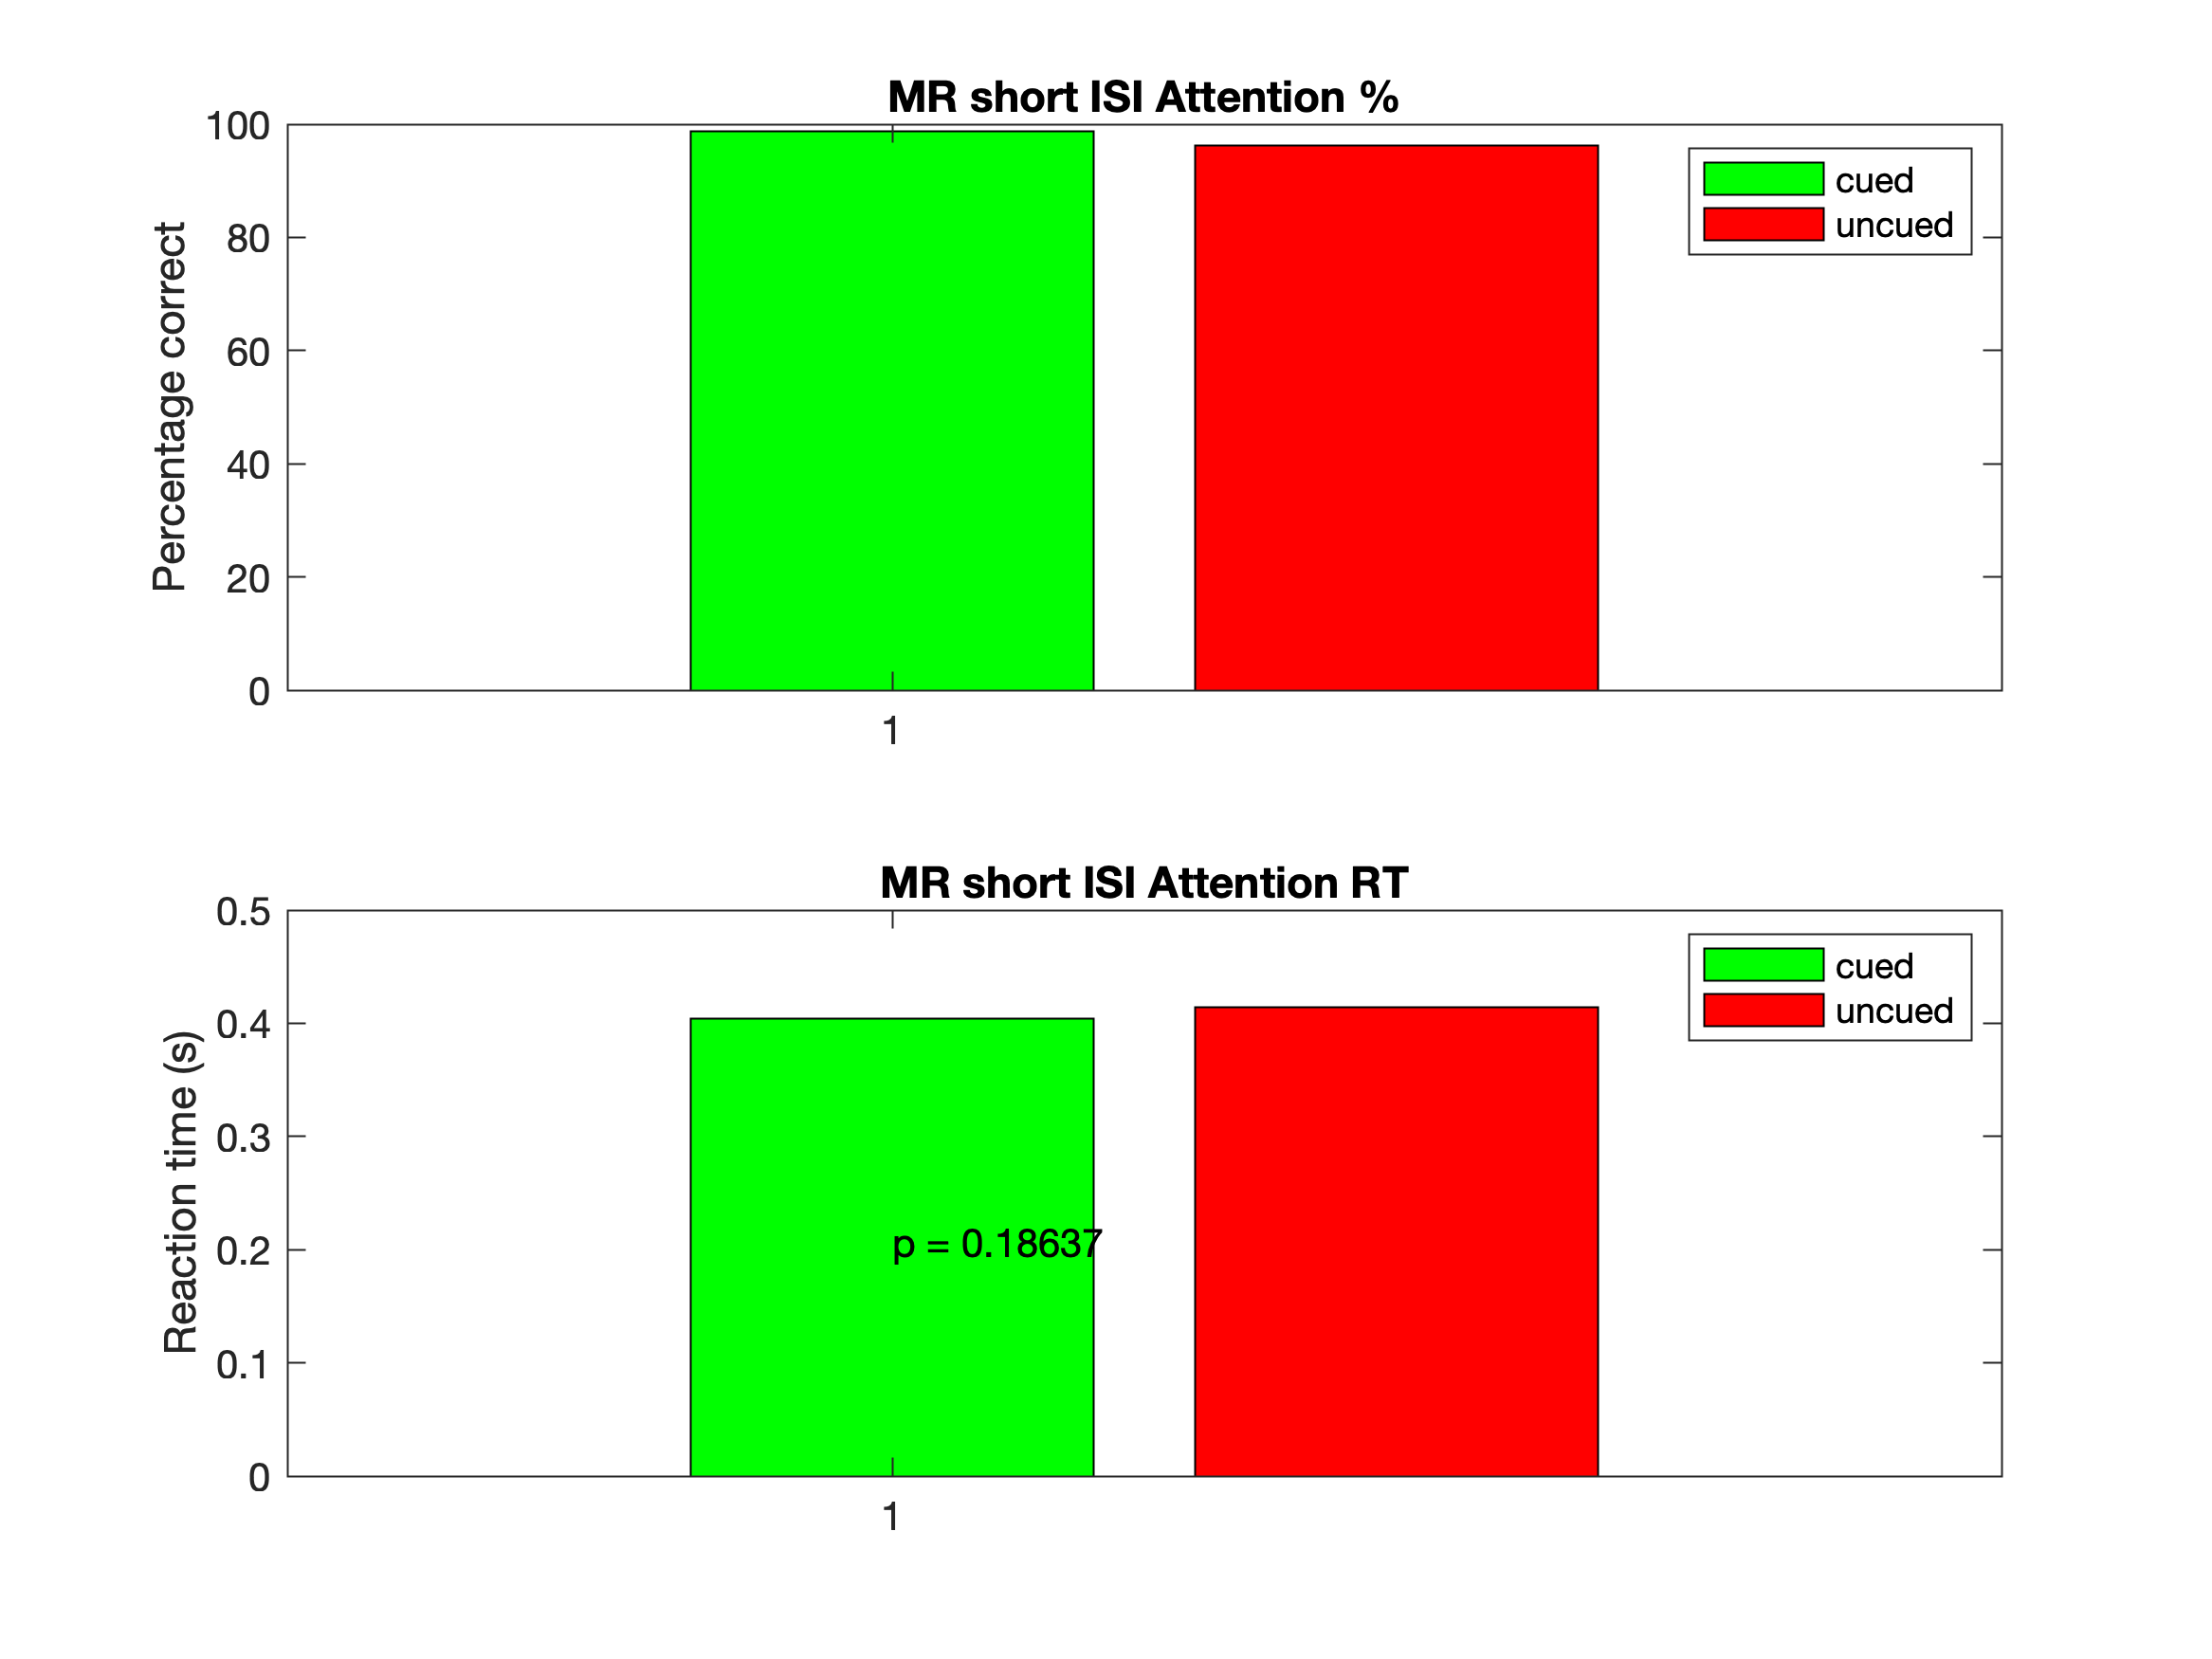 MR short ISI Attention %
Percentage correct
100
80
60
40
20
0
1
cued
uncued
MR short ISI Attention RT
Reaction time (s)
0.5
0.4
0.3
0.2
0.1
0
1
cued
uncued
p = 0.18637